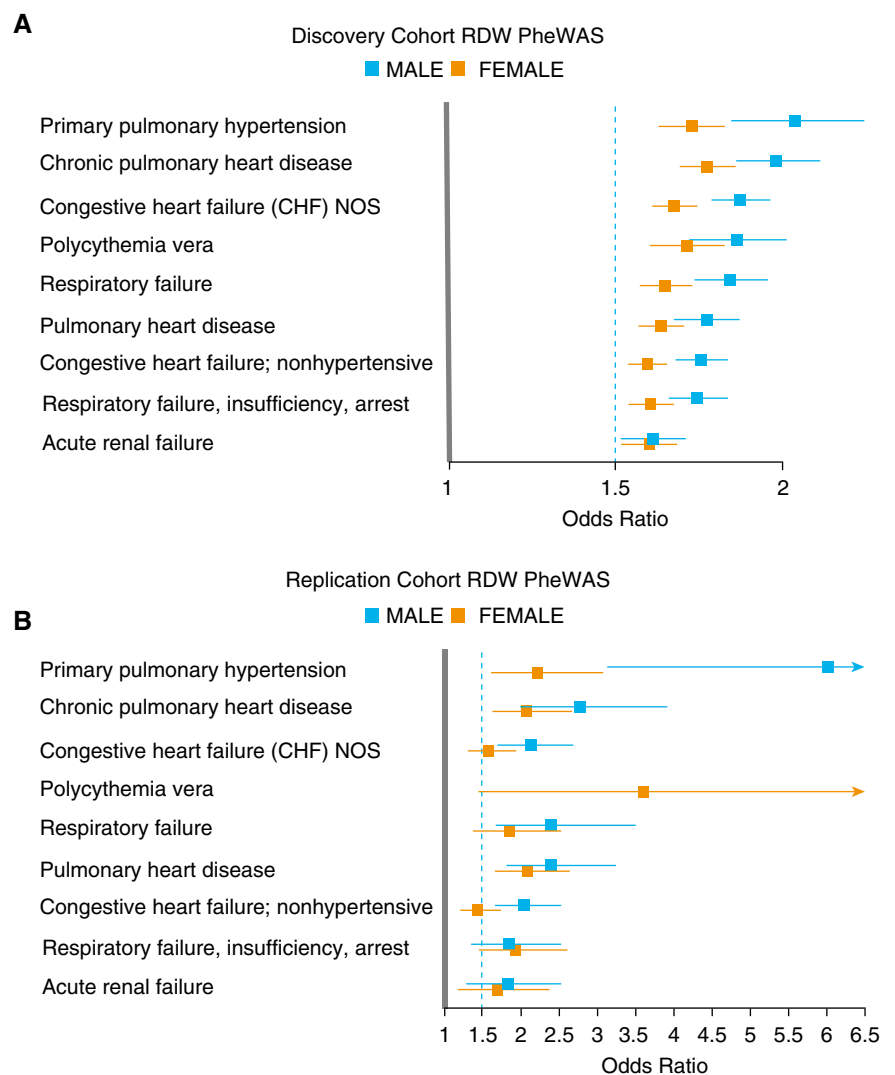 A
Discovery Cohort RDW PheWAS
MALE FEMALE
Primary pulmonary hypertension
Chronic pulmonary heart disease
Congestive heart failure (CHF) NOS
Polycythemia vera
Respiratory failure
Pulmonary heart disease
Congestive heart failure; nonhypertensive
Respiratory failure, insufficiency, arrest
Acute renal failure
1 1.5 2
Odds Ratio
Replication Cohort RDW PheWAS
B
MALE FEMALE
Primary pulmonary hypertension
Chronic pulmonary heart disease
Congestive heart failure (CHF) NOS
Polycythemia vera
Respiratory failure
Pulmonary heart disease
Congestive heart failure; nonhypertensive
Respiratory failure, insufficiency, arrest
Acute renal failure
1 1.5 2 2.5 3 3.5 4 4.5 5 5.5 6 6.5
Odds Ratio